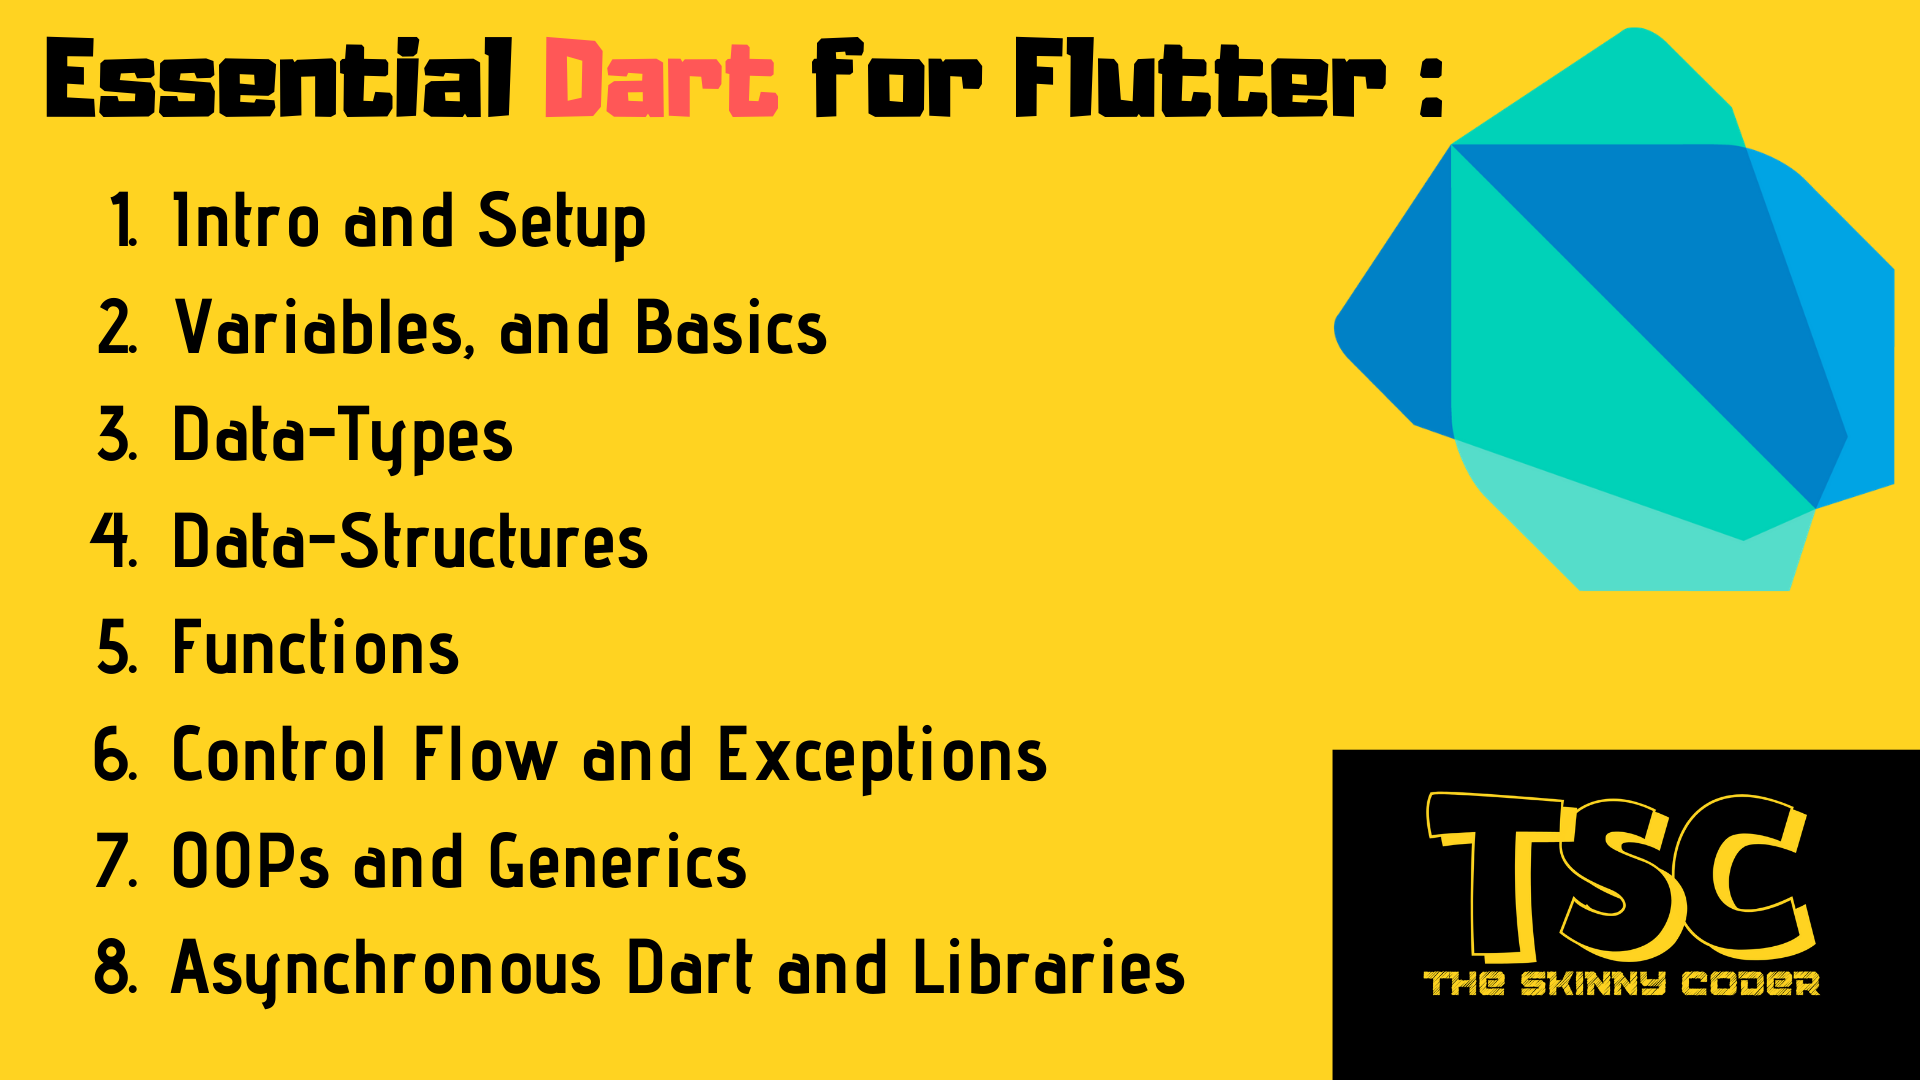 Essential Dart for Flutter :
1. Intro and Setup
2. Variables, and Basics
3. Data-Types
4. Data-Structures
5. Functions
6. Control Flow and Exceptions
7. OOPs and Generics
8. Asynchronous Dart and Libraries
TSC
THE SKINNY CODER